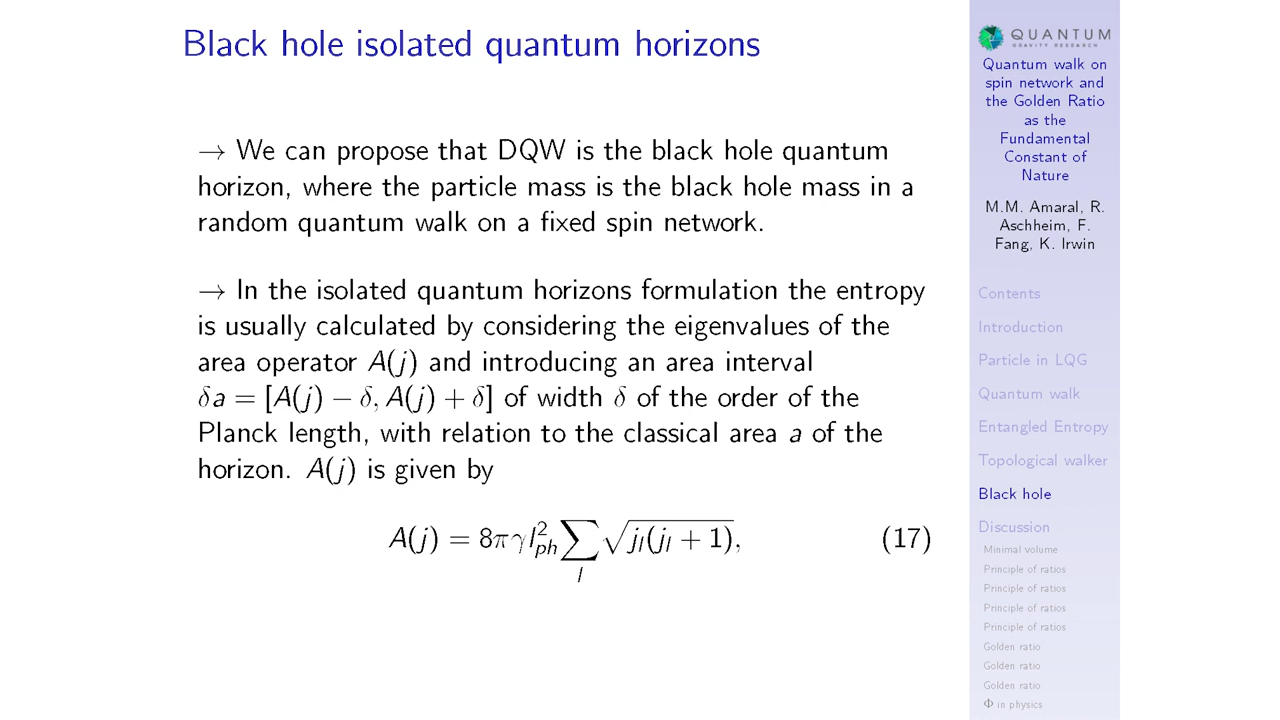 Black hole isolated quantum horizons
→ We can propose that DQW is the black hole quantum
horizon, where the particle mass is the black hole mass in a
random quantum walk on a fixed spin network.
→ In the isolated quantum horizons formulation the entropy
is usually calculated by considering the eigenvalues of the
area operator A(j) and introducing an area interval
δa = [A(j) − δ, A(j) + δ] of width δ of the order of the
Planck length, with relation to the classical area a of the
horizon. A(j) is given by
A(j) = 8πγl²_ph ∑_l √(j_l(j_l + 1)), (17)
QUANTUM
GRAVITY RESEARCH
Quantum walk on
spin network and
the Golden Ratio
as the
Fundamental
Constant of
Nature
M.M. Amaral, R.
Aschheim, F.
Fang, K. Irwin
Contents
Introduction
Particle in LQG
Quantum walk
Entangled Entropy
Topological walker
Black hole
Discussion
Minimal volume
Principle of ratios
Principle of ratios
Principle of ratios
Principle of ratios
Golden ratio
Golden ratio
Golden ratio
Φ in physics